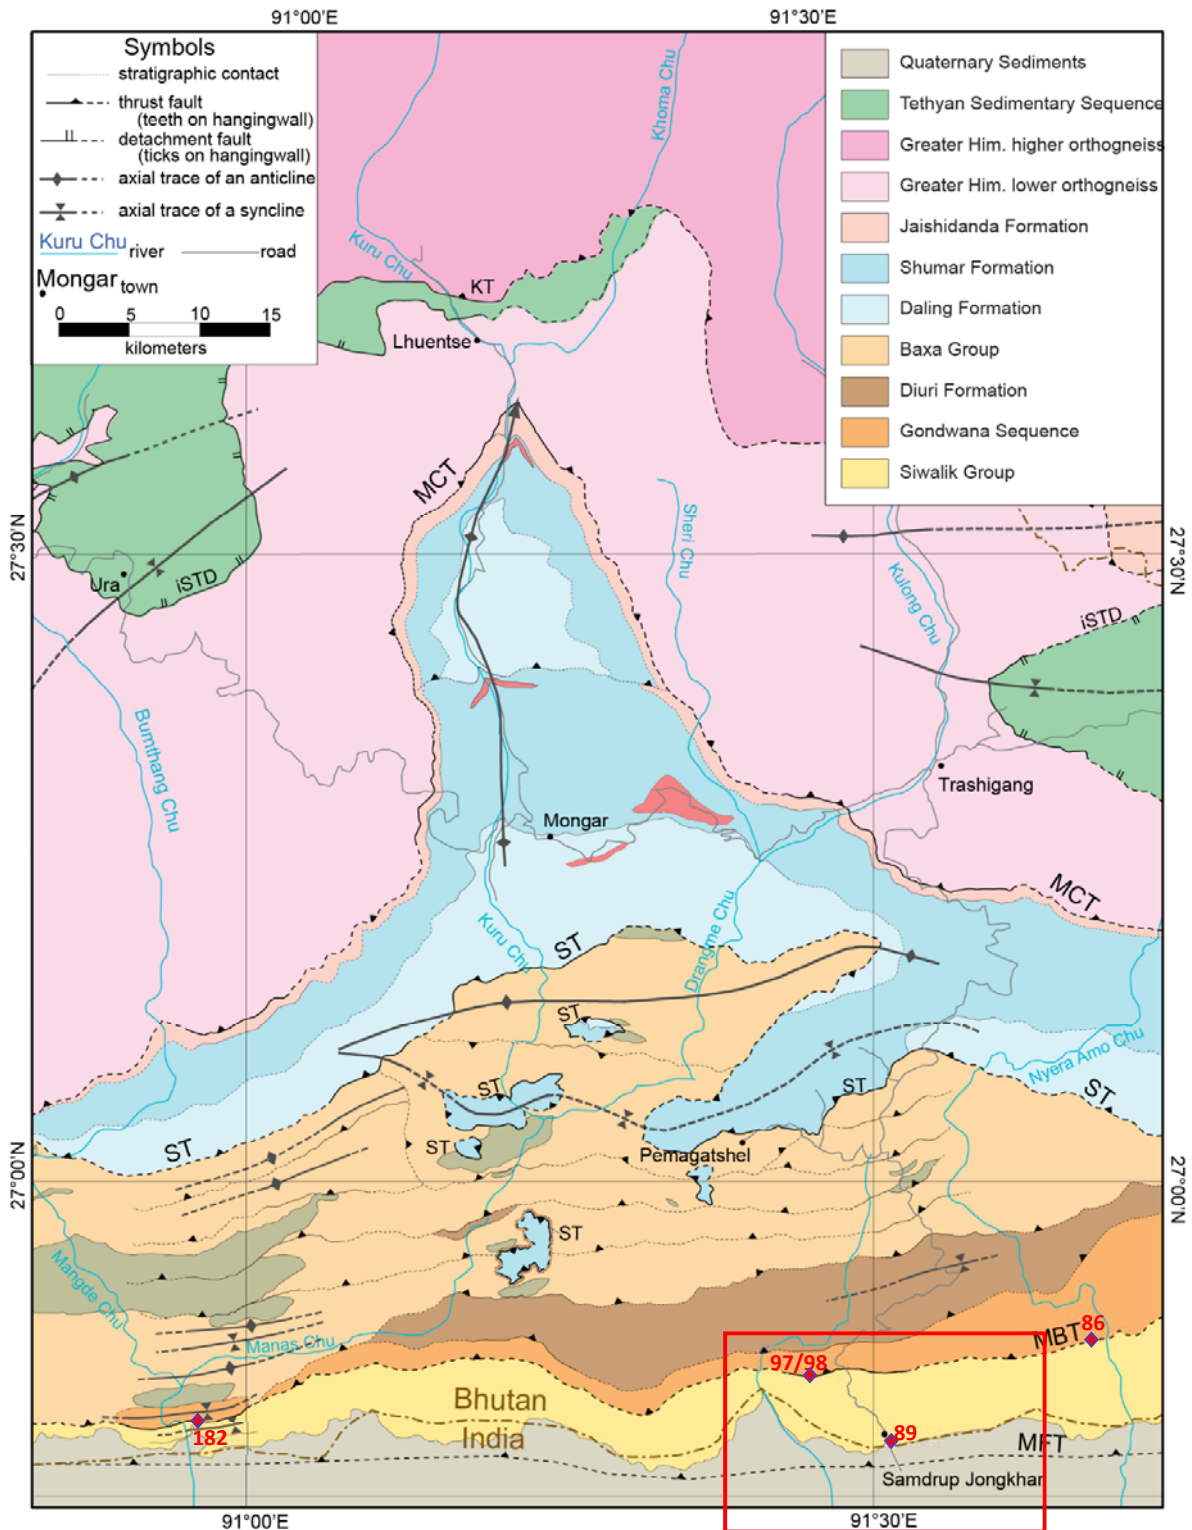 91°00'E
91°30'E
Symbols
stratigraphic contact
thrust fault
(teeth on hangingwall)
detachment fault
(ticks on hangingwall)
axial trace of an anticline
axial trace of a syncline
Kuru Chu river road
Mongar town
0 5 10 15
kilometers
Quaternary Sediments
Tethyan Sedimentary Sequence
Greater Him. higher orthogneiss
Greater Him. lower orthogneiss
Jaishidanda Formation
Shumar Formation
Daling Formation
Baxa Group
Diuri Formation
Gondwana Sequence
Siwalik Group
Khoma Chu
Kuru Chu
KT
Lhuentse
MCT
Sheri Chu
27°30'N
27°30'N
Ura
iSTD
Kulong Chu
iSTD
Bumthang Chu
Trashigang
Mongar
MCT
Kuru Chu
ST
Drangme Chu
ST
Nyera Amo Chu
ST
ST
ST
ST
ST
Pemagatshel
27°00'N
27°00'N
ST
Mangde Chu
Manas Chu
MBT
86
97/98
Bhutan
India
182
89
MFT
Samdrup Jongkhar
91°00'E
91°30'E